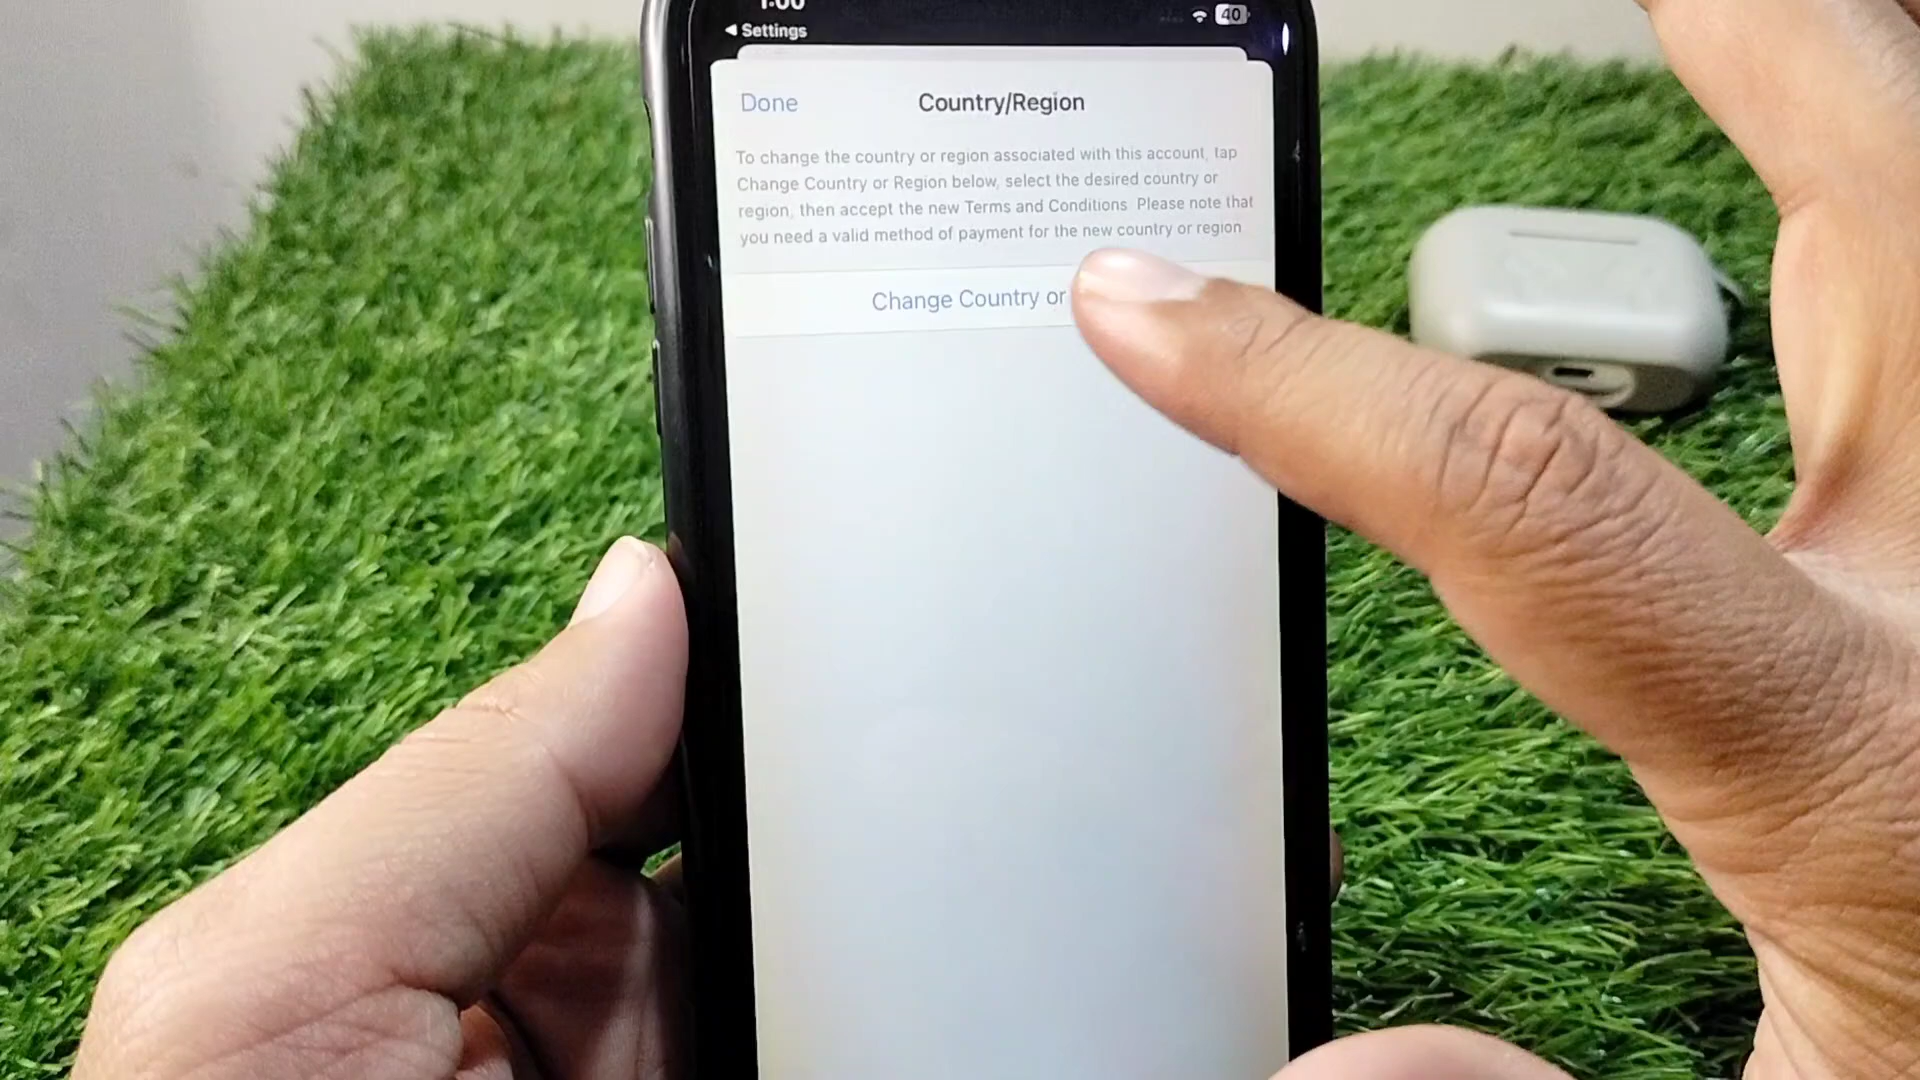 1:00
40
◀ Settings
Done
Country/Region
To change the country or region associated with this account, tap
Change Country or Region below, select the desired country or
region, then accept the new Terms and Conditions. Please note that
you need a valid method of payment for the new country or region.
Change Country or